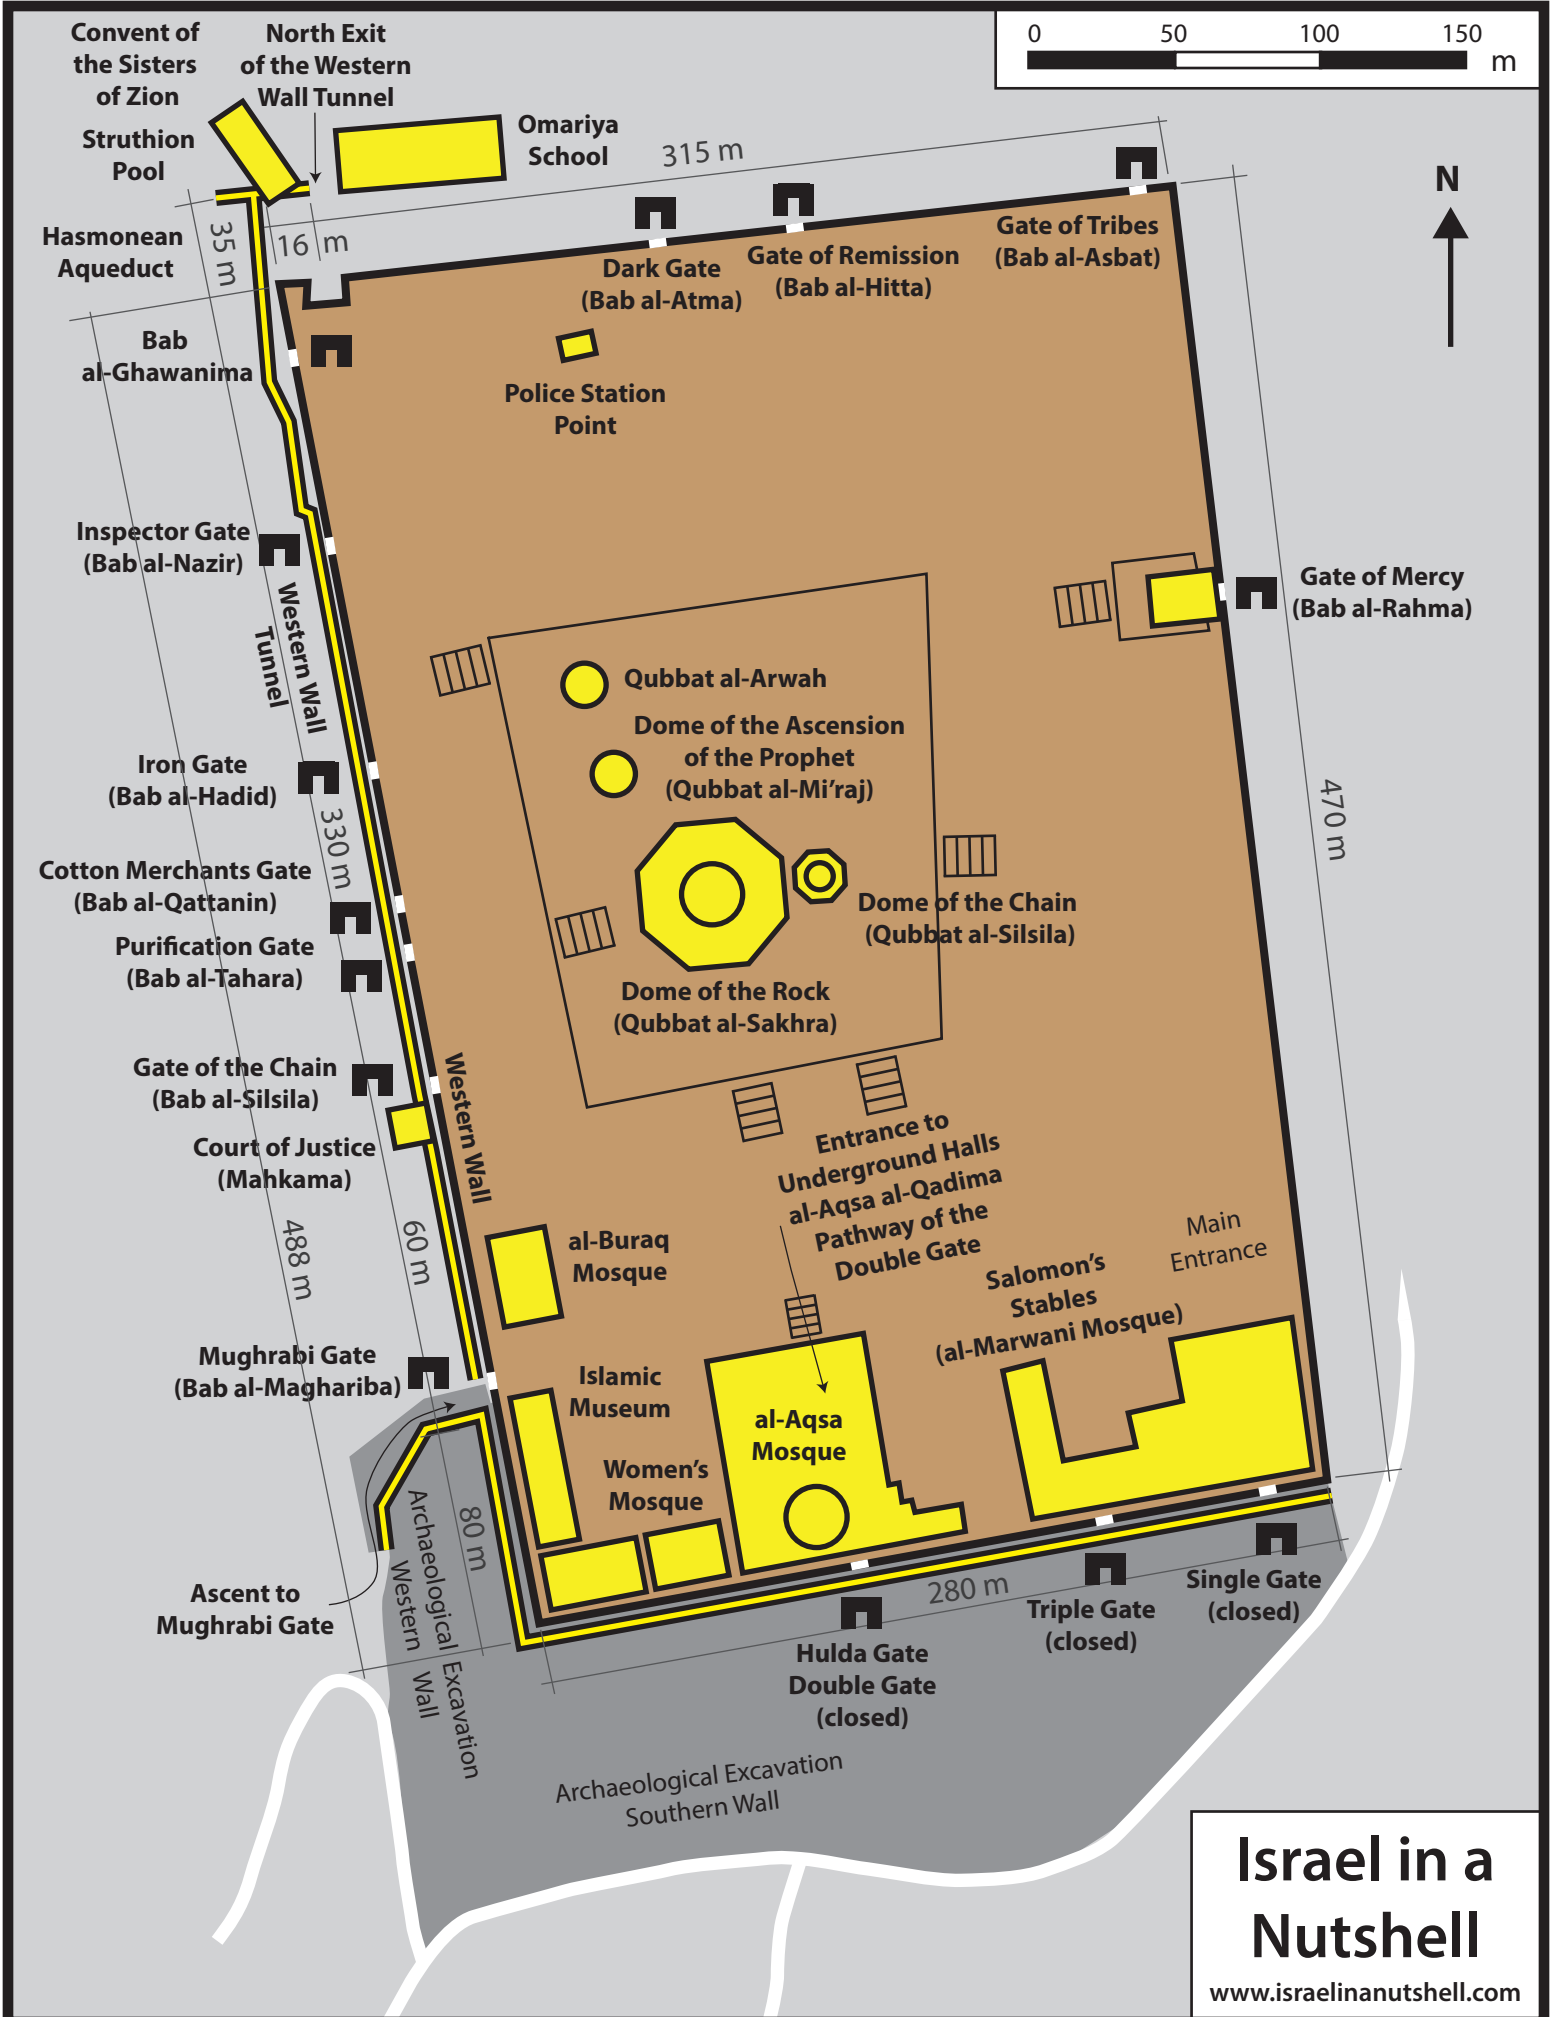 Convent of
the Sisters
of Zion
North Exit
of the Western
Wall Tunnel
0 50 100 150
m
Struthion
Pool
Omariya
School
315 m
N
Hasmonean
Aqueduct
35 m
16 m
Dark Gate
(Bab al-Atma)
Gate of Remission
(Bab al-Hitta)
Gate of Tribes
(Bab al-Asbat)
Bab
al-Ghawanima
Police Station
Point
Inspector Gate
(Bab al-Nazir)
Western Wall
Tunnel
Gate of Mercy
(Bab al-Rahma)
Qubbat al-Arwah
Dome of the Ascension
of the Prophet
(Qubbat al-Mi’raj)
Iron Gate
(Bab al-Hadid)
330 m
470 m
Cotton Merchants Gate
(Bab al-Qattanin)
Dome of the Chain
(Qubbat al-Silsila)
Purification Gate
(Bab al-Tahara)
Dome of the Rock
(Qubbat al-Sakhra)
Gate of the Chain
(Bab al-Silsila)
Western Wall
Court of Justice
(Mahkama)
Entrance to
Underground Halls
al-Aqsa al-Qadima
Pathway of the
Double Gate
488 m
60 m
al-Buraq
Mosque
Main
Entrance
Salomon’s
Stables
(al-Marwani Mosque)
Mughrabi Gate
(Bab al-Maghariba)
Islamic
Museum
al-Aqsa
Mosque
Women’s
Mosque
80 m
Archaeological Excavation
Western Wall
Ascent to
Mughrabi Gate
280 m
Single Gate
(closed)
Triple Gate
(closed)
Hulda Gate
Double Gate
(closed)
Archaeological Excavation
Southern Wall
Israel in a
Nutshell
www.israelinanutshell.com